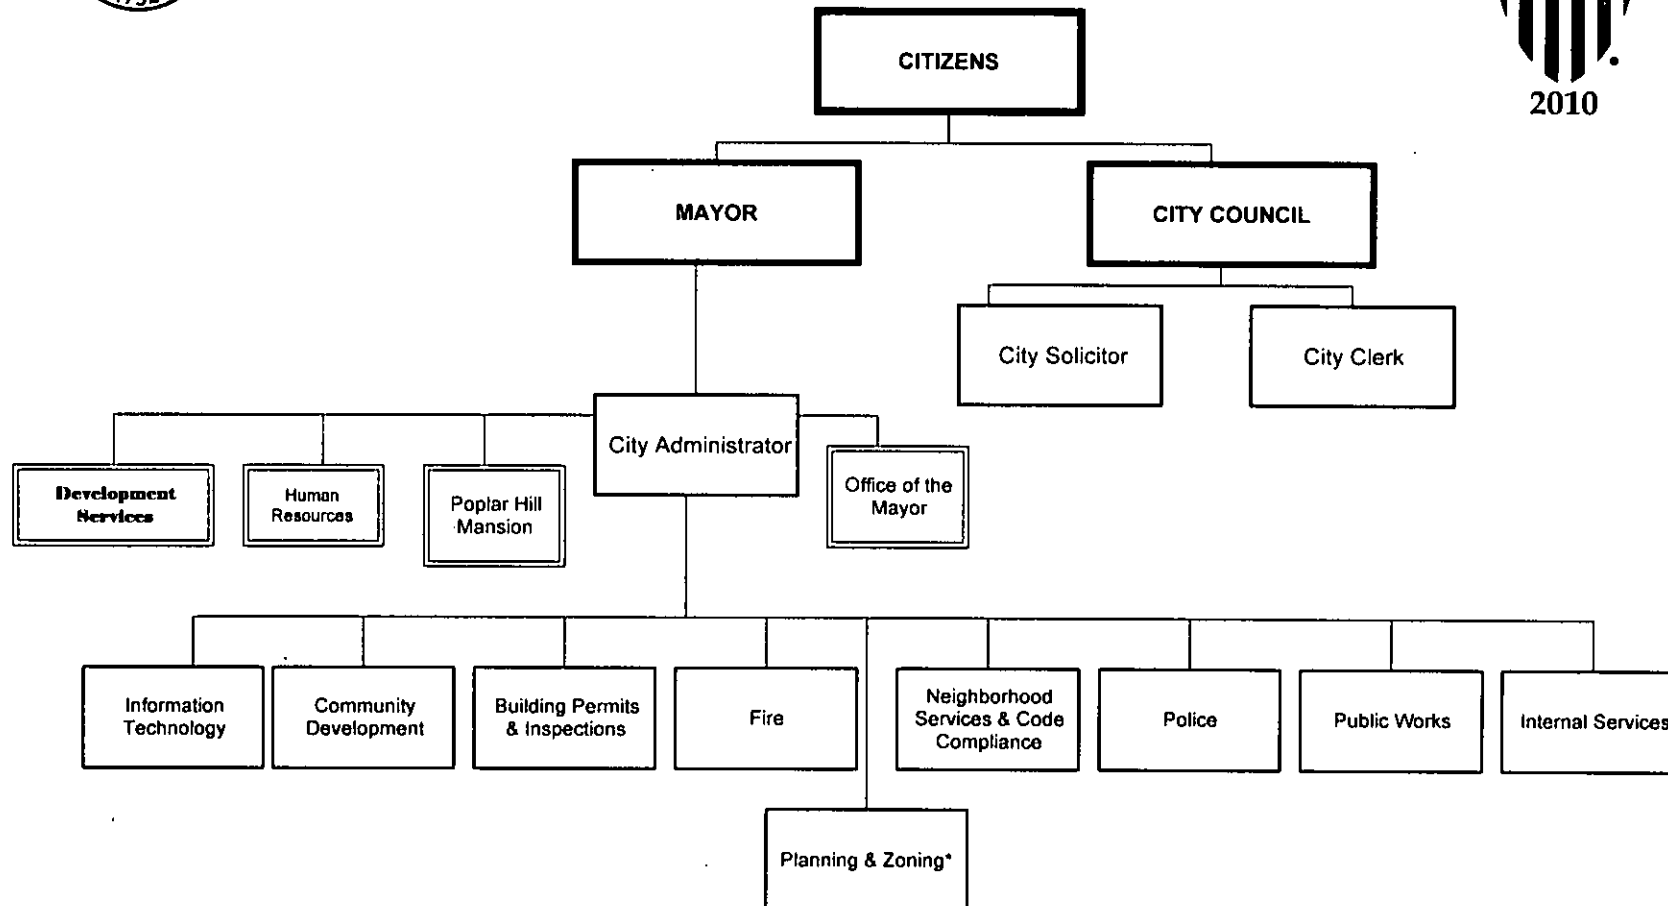 CITIZENS
2010
MAYOR
CITY COUNCIL
City Solicitor
City Clerk
City Administrator
Development
Services
Human
Resources
Poplar Hill
Mansion
Office of the
Mayor
Information
Technology
Community
Development
Building Permits
& Inspections
Fire
Neighborhood
Services & Code
Compliance
Police
Public Works
Internal Services
Planning & Zoning*